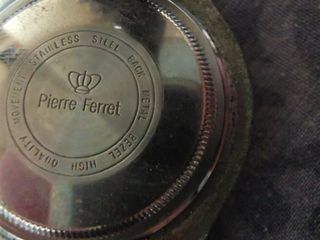 Pierre Ferret
STAINLESS STEEL BACK METAL BEZEL HIGH QUALITY MOVEMENT